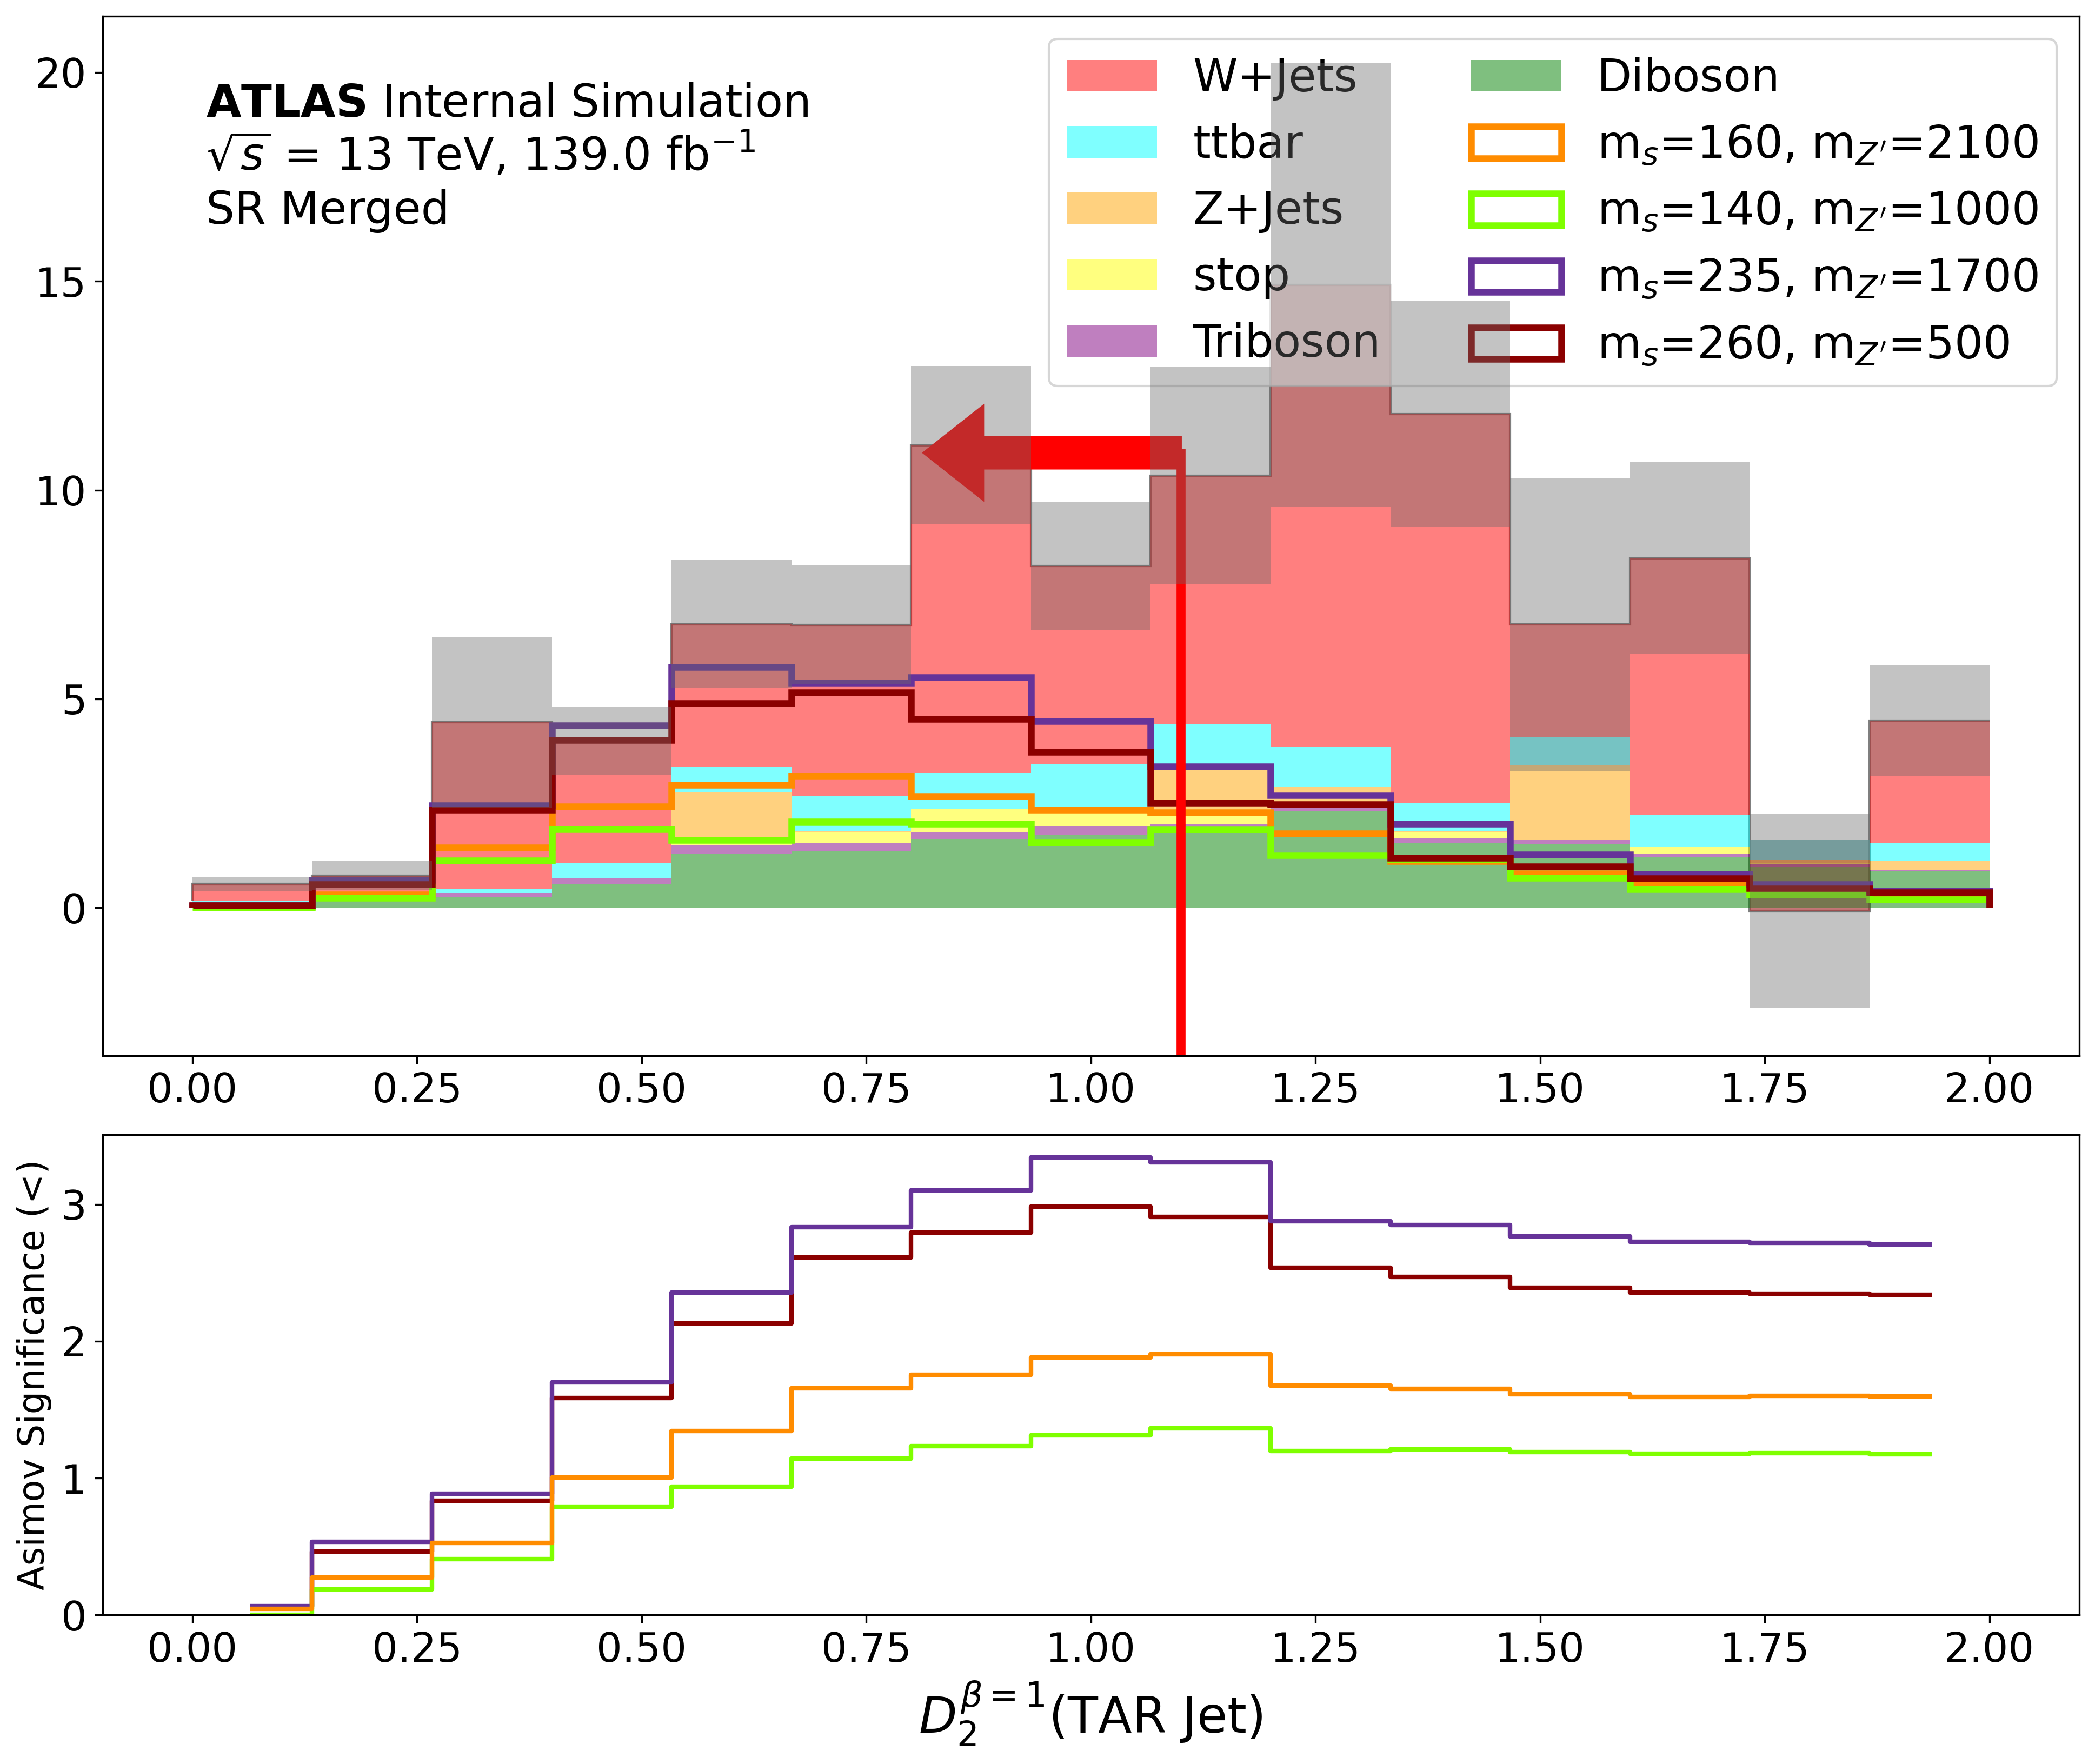 20
15
10
5
0
ATLAS Internal Simulation
√s = 13 TeV, 139.0 fb⁻¹
SR Merged
W+Jets
ttbar
Z+Jets
stop
Triboson
Diboson
mₛ=160, m_Z′=2100
mₛ=140, m_Z′=1000
mₛ=235, m_Z′=1700
mₛ=260, m_Z′=500
0.00 0.25 0.50 0.75 1.00 1.25 1.50 1.75 2.00
Asimov Significance (<)
3
2
1
0
0.00 0.25 0.50 0.75 1.00 1.25 1.50 1.75 2.00
D₂^β=1(TAR Jet)